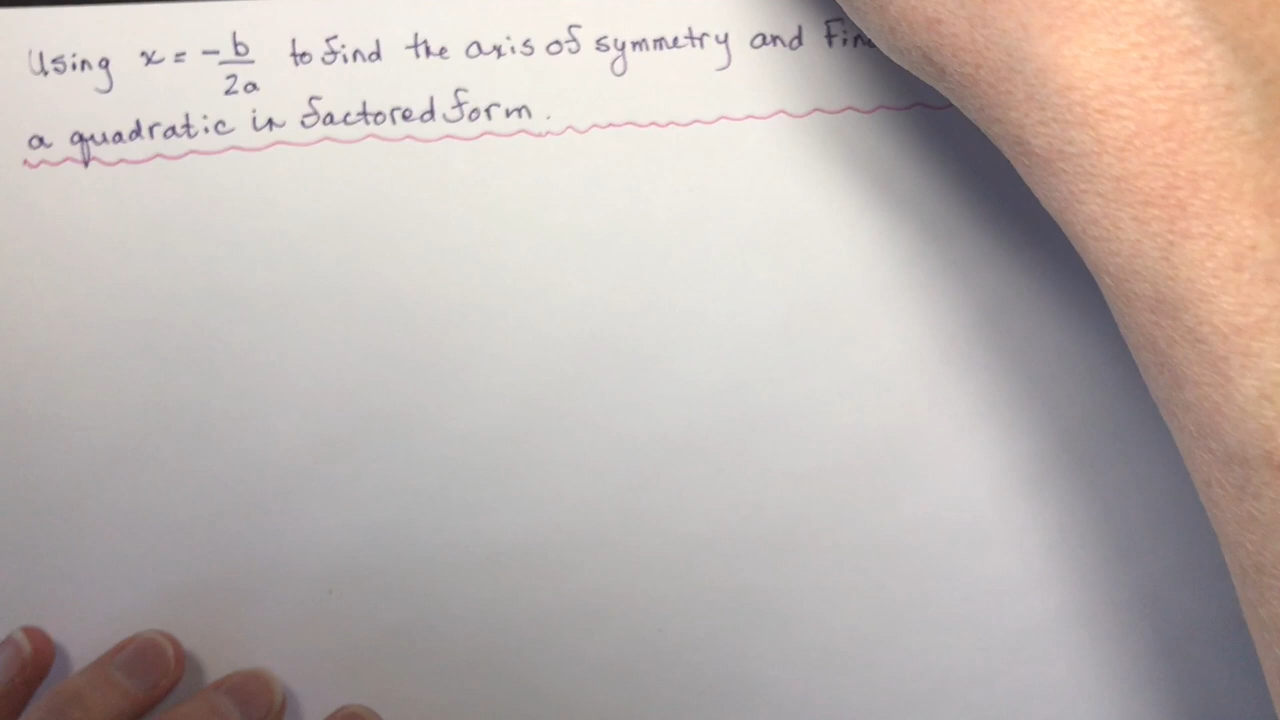 Using x = -b/2a to find the axis of symmetry and
a quadratic in factored form.